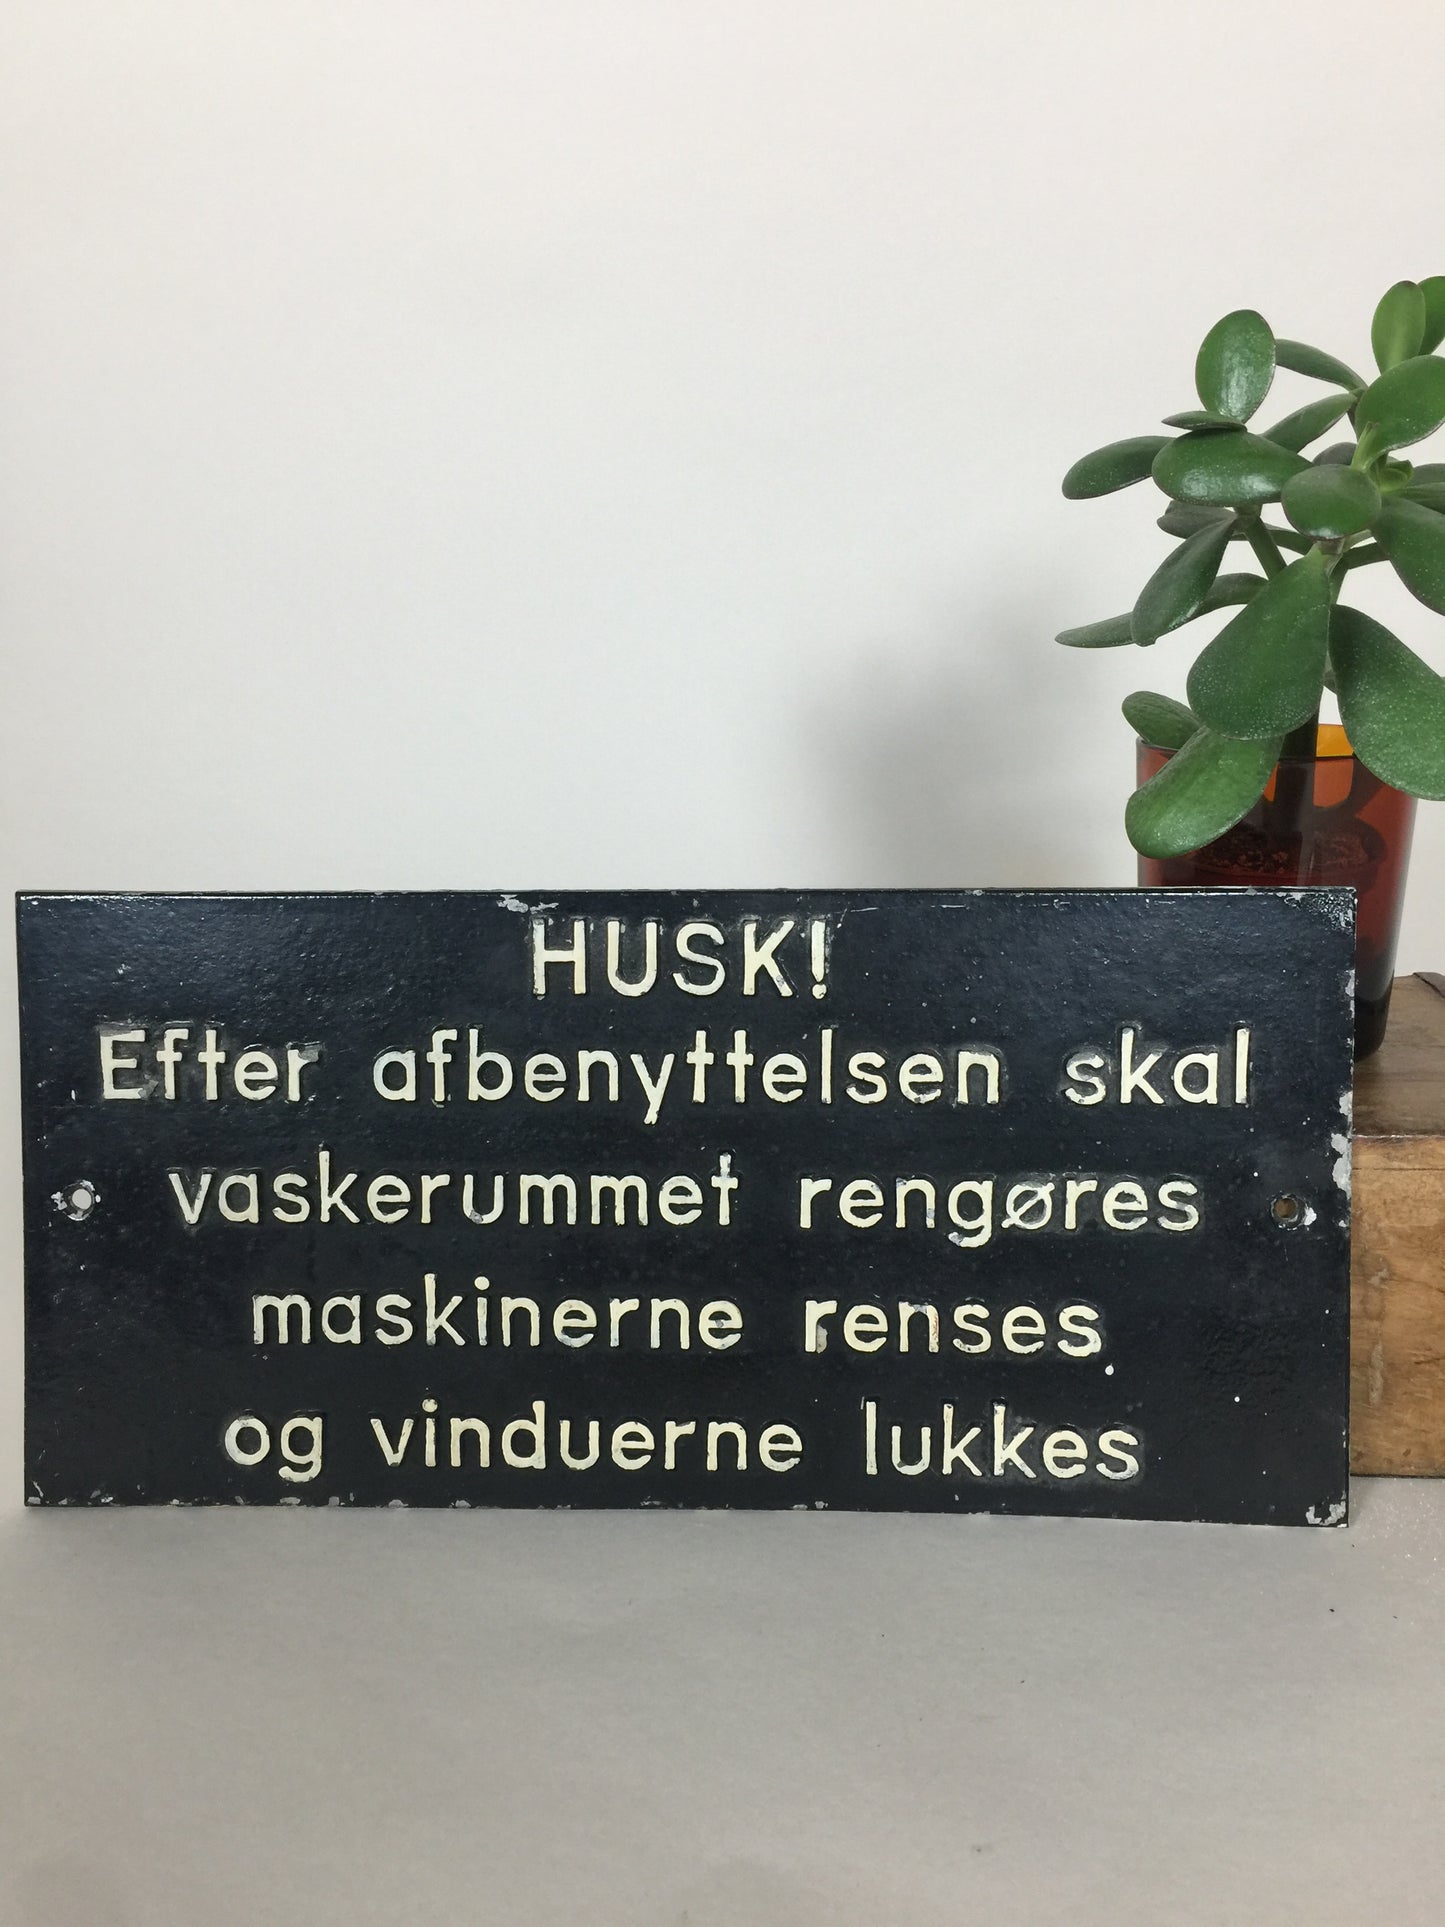 HUSK!
Efter afbenyttelsen skal
vaskerummet rengøres
maskinerne renses
og vinduerne lukkes